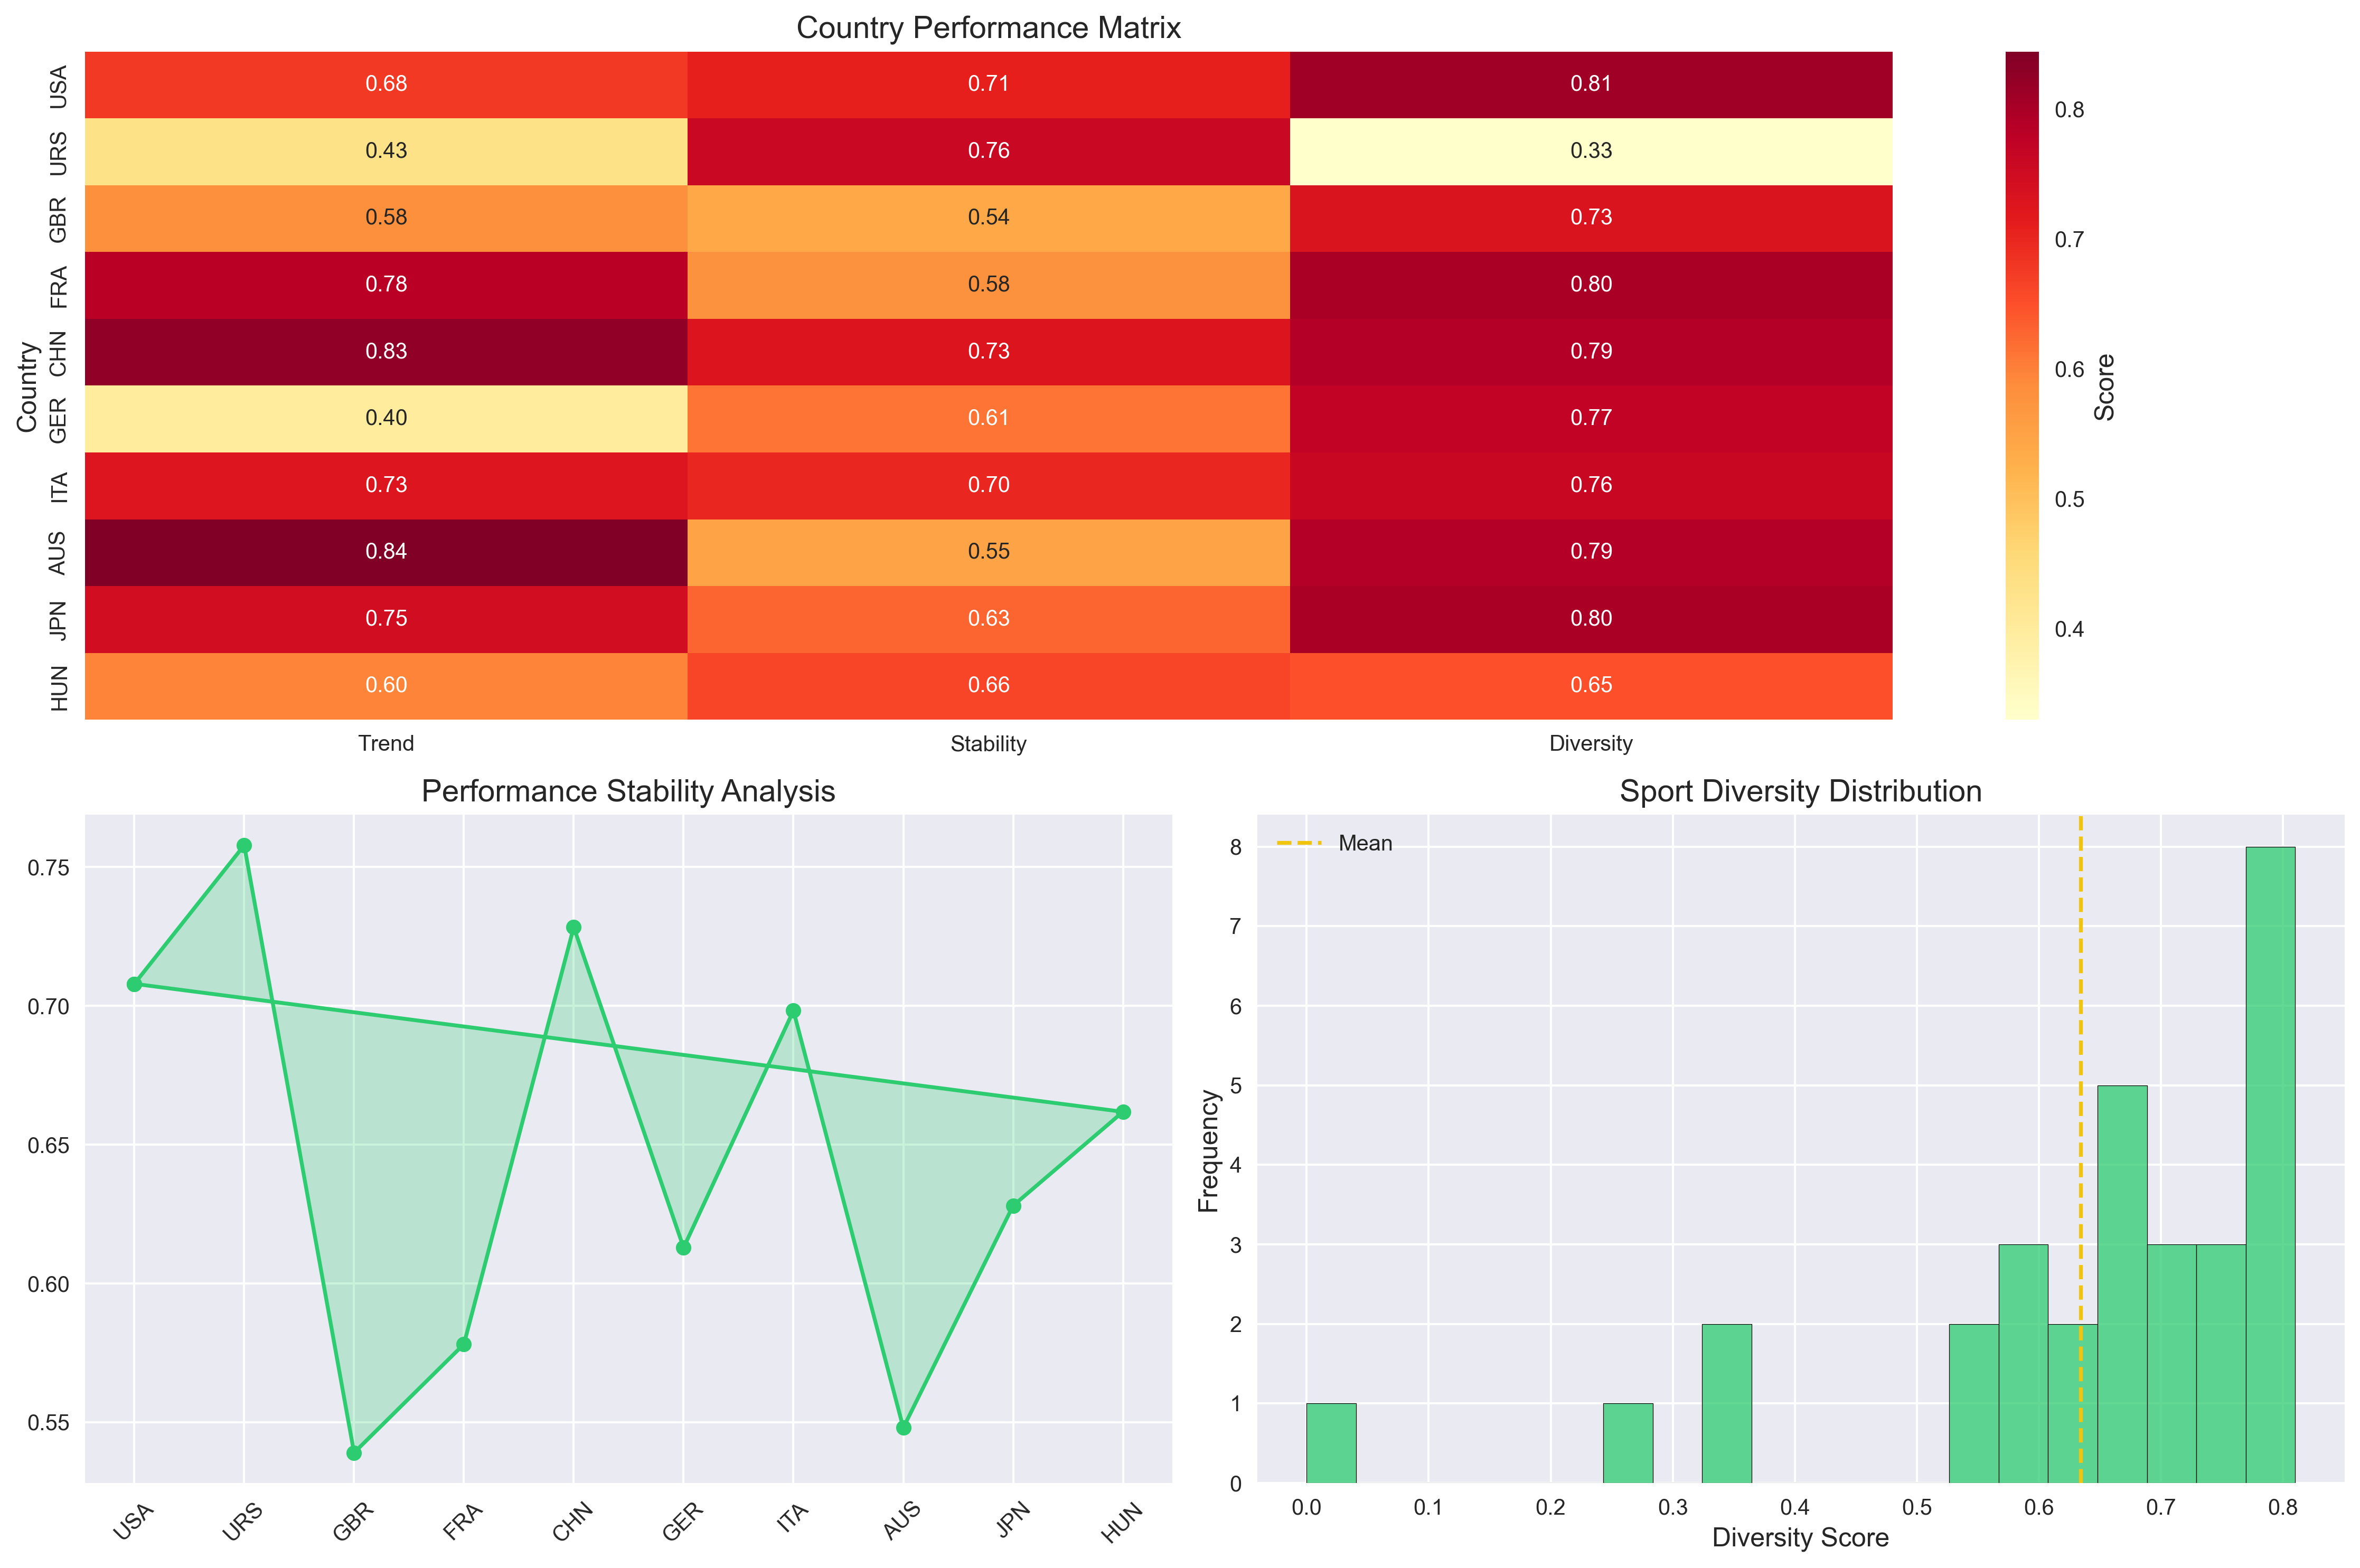 Country Performance Matrix
Country
USA 0.68 0.71 0.81
URS 0.43 0.76 0.33
GBR 0.58 0.54 0.73
FRA 0.78 0.58 0.80
CHN 0.83 0.73 0.79
GER 0.40 0.61 0.77
ITA 0.73 0.70 0.76
AUS 0.84 0.55 0.79
JPN 0.75 0.63 0.80
HUN 0.60 0.66 0.65
Trend Stability Diversity
0.8
0.7
0.6
0.5
0.4
Score
Performance Stability Analysis
0.75
0.70
0.65
0.60
0.55
USA URS GBR FRA CHN GER ITA AUS JPN HUN
Sport Diversity Distribution
Mean
Frequency
8
7
6
5
4
3
2
1
0
0.0 0.1 0.2 0.3 0.4 0.5 0.6 0.7 0.8
Diversity Score